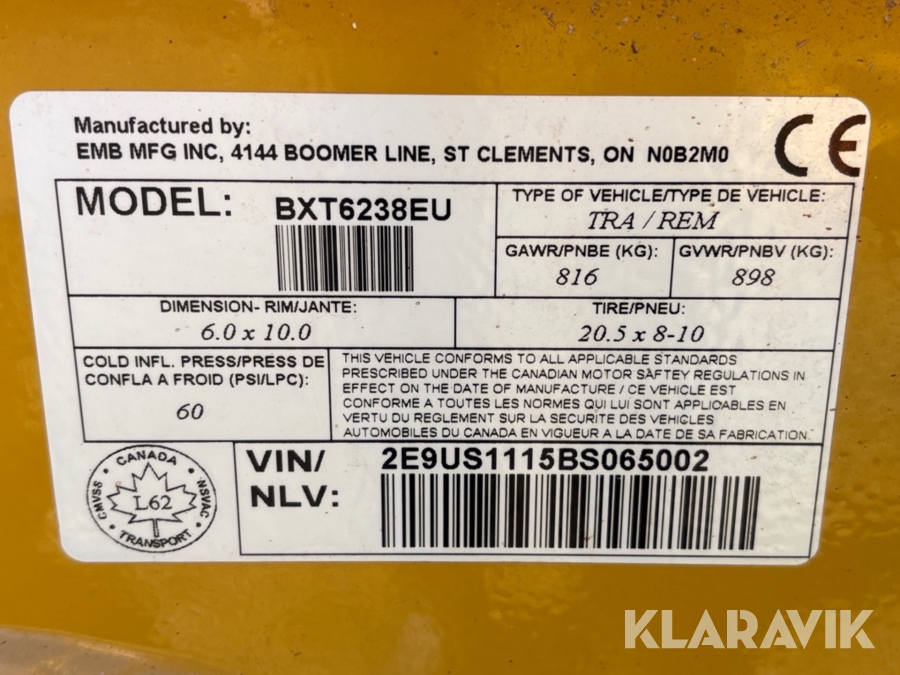 Manufactured by:
EMB MFG INC, 4144 BOOMER LINE, ST CLEMENTS, ON N0B2M0
CE
MODEL: BXT6238EU
TYPE OF VEHICLE/TYPE DE VEHICLE:
TRA / REM
GAWR/PNBE (KG):
816
GVWR/PNBV (KG):
898
DIMENSION- RIM/JANTE:
6.0 x 10.0
TIRE/PNEU:
20.5 x 8-10
COLD INFL. PRESS/PRESS DE
CONFLA A FROID (PSI/LPC):
60
THIS VEHICLE CONFORMS TO ALL APPLICABLE STANDARDS
PRESCRIBED UNDER THE CANADIAN MOTOR SAFTEY REGULATIONS IN
EFFECT ON THE DATE OF MANUFACTURE / CE VEHICLE EST
CONFORME A TOUTES LES NORMES QUI LUI SONT APPLICABLES EN
VERTU DU REGLEMENT SUR LA SECURITE DES VEHICLES
AUTOMOBILES DU CANADA EN VIGUEUR A LA DATE DE SA FABRICATION.
CANADA
CMVSS
L62
NSVAC
TRANSPORT
VIN/
NLV:
2E9US1115BS065002
KLARAVIK